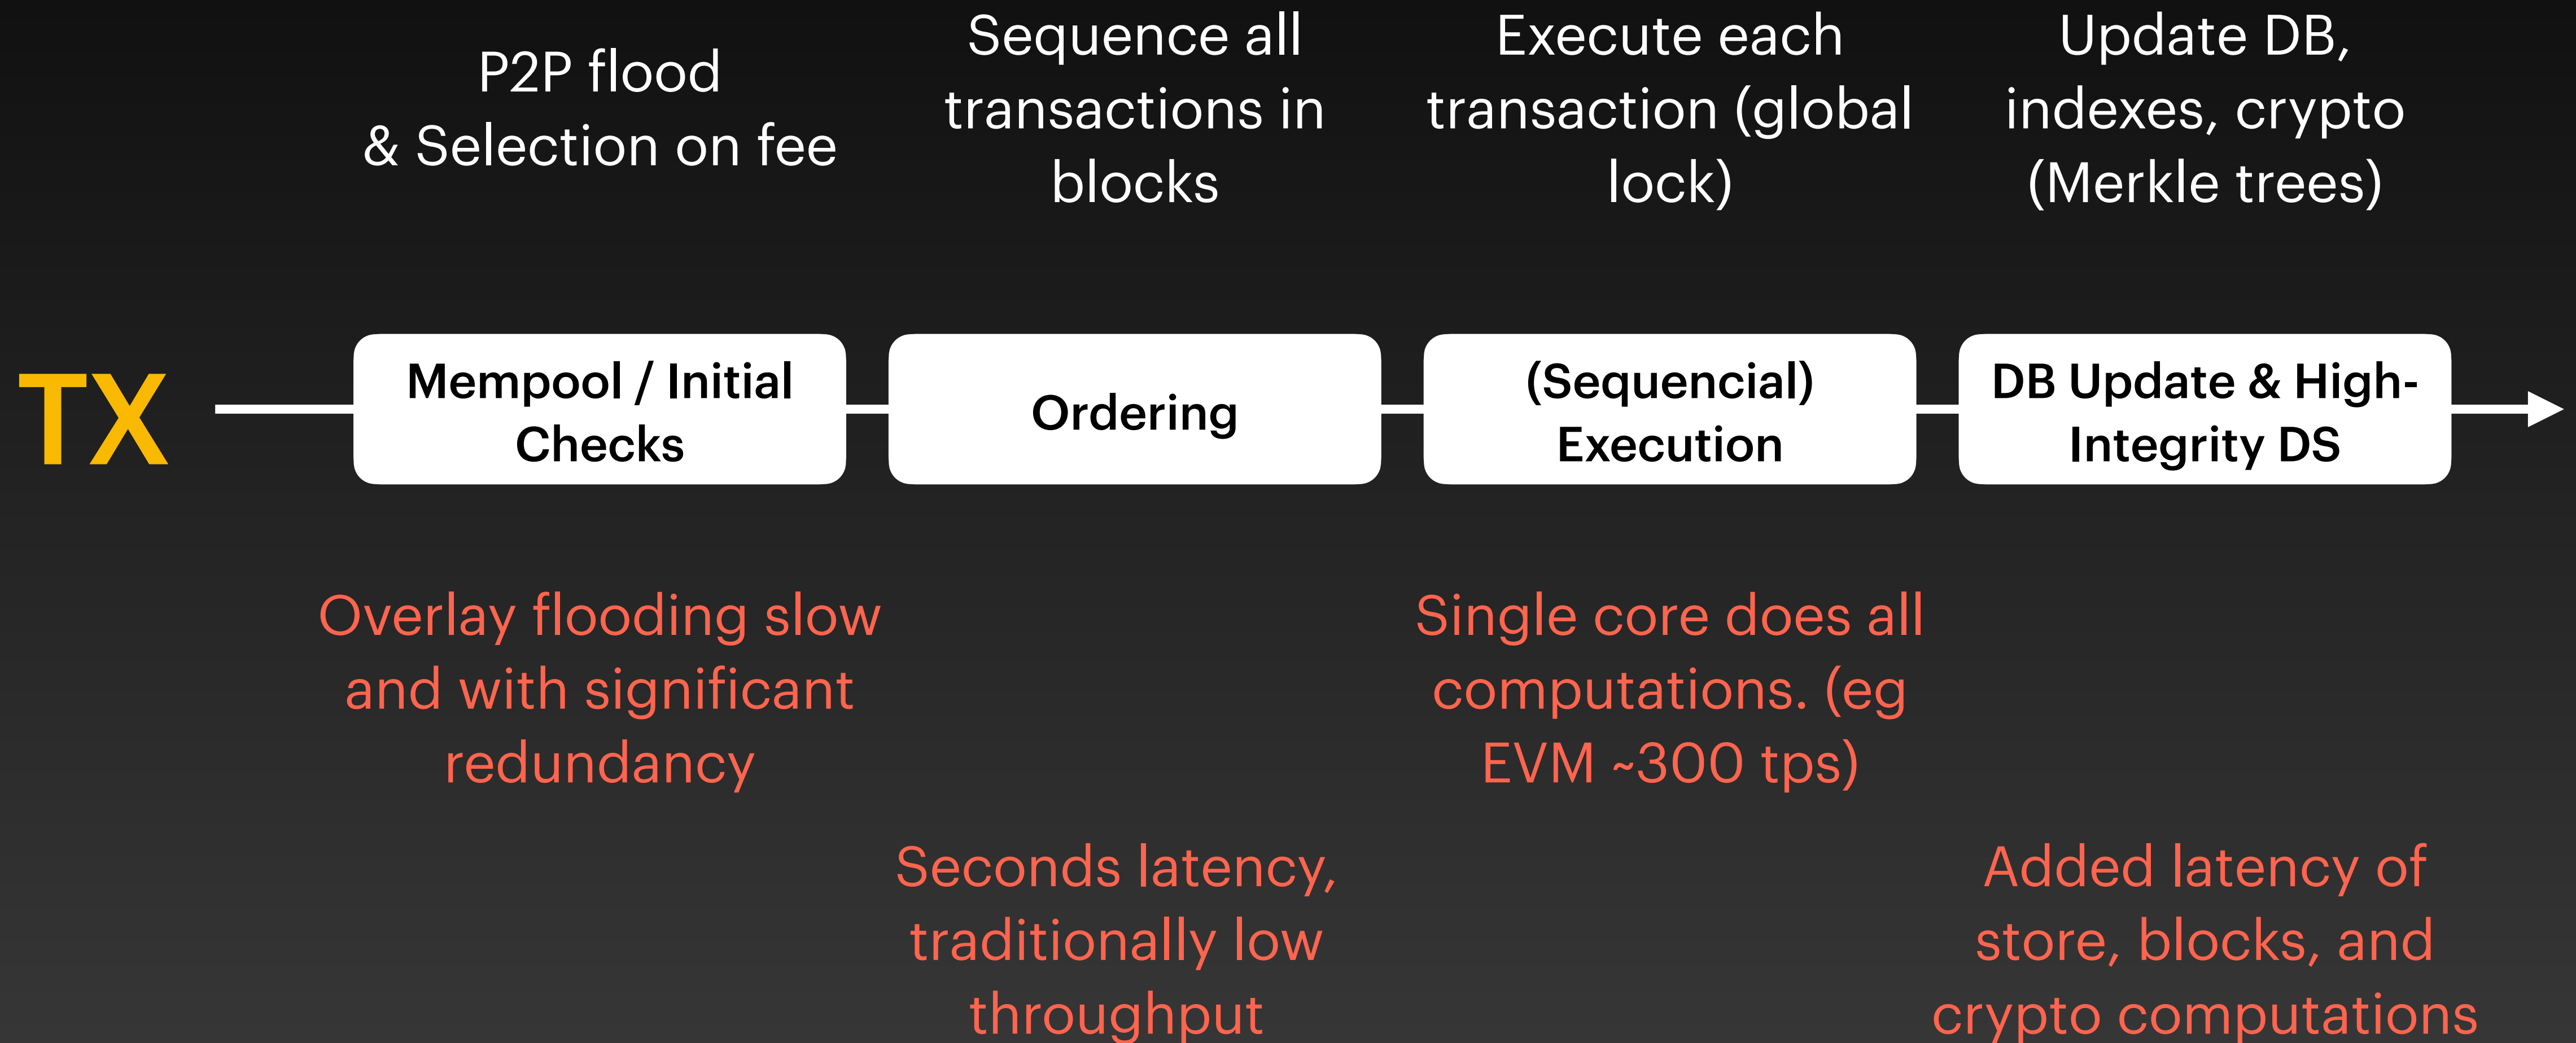 P2P flood
& Selection on fee
Sequence all
transactions in
blocks
Execute each
transaction (global
lock)
Update DB,
indexes, crypto
(Merkle trees)
TX
Mempool / Initial
Checks
Ordering
(Sequencial)
Execution
DB Update & High-
Integrity DS
Overlay flooding slow
and with significant
redundancy
Seconds latency,
traditionally low
throughput
Single core does all
computations. (eg
EVM ~300 tps)
Added latency of
store, blocks, and
crypto computations